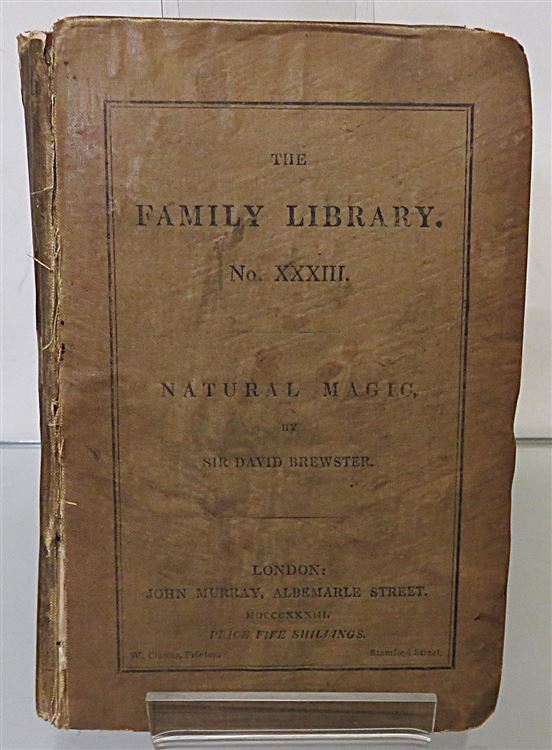 THE
FAMILY LIBRARY.
No. XXXIII.
NATURAL MAGIC,
BY
SIR DAVID BREWSTER.
LONDON:
JOHN MURRAY, ALBEMARLE STREET.
MDCCCXXXIII.
PRICE FIVE SHILLINGS.
W. Clowes, Printer. Stamford Street.